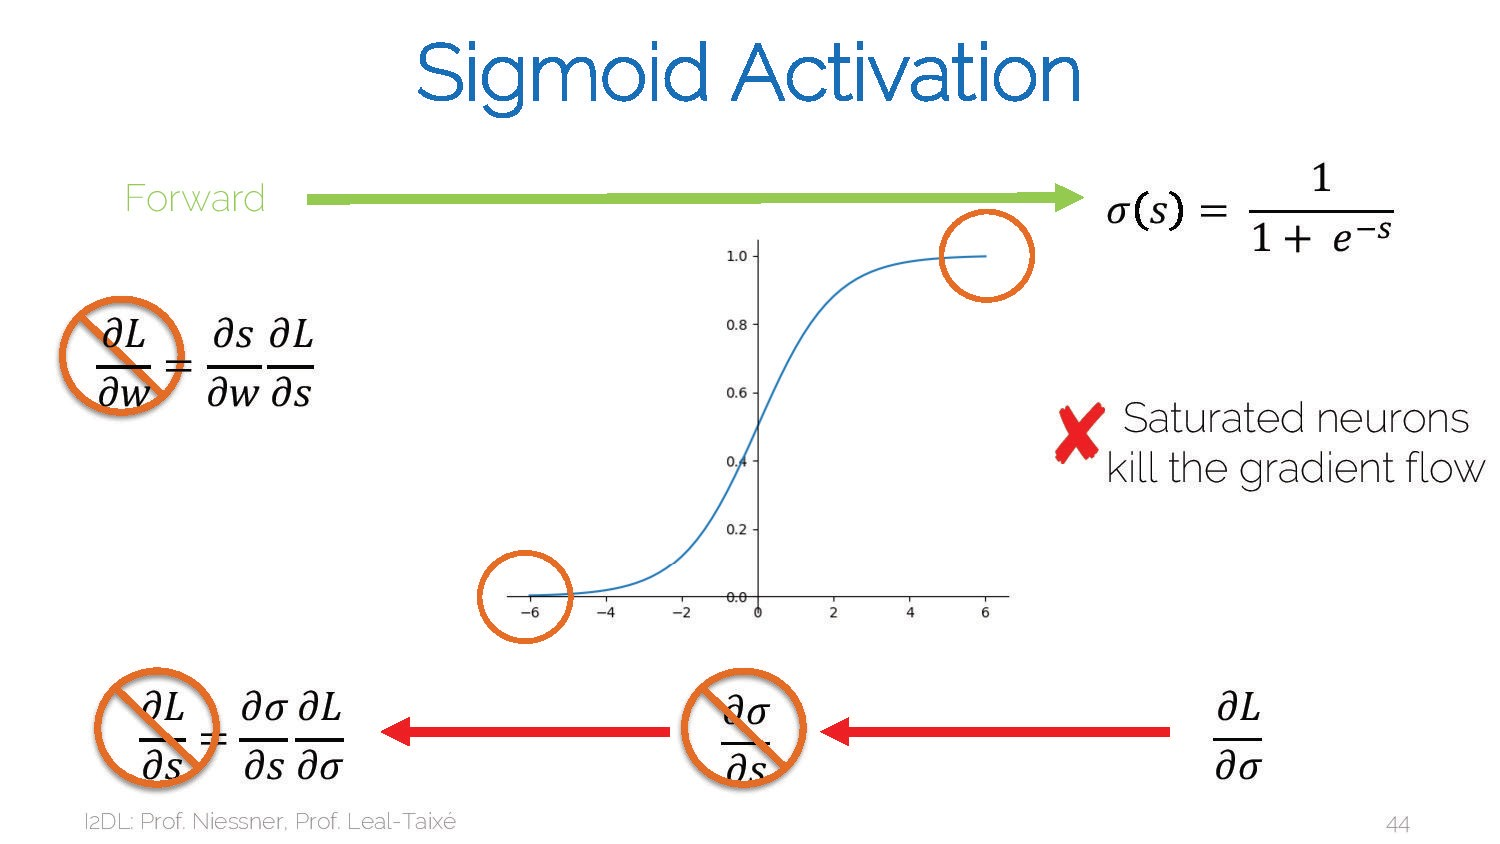 Sigmoid Activation
Forward
σ(s) = 1 / (1 + e^{−s})
∂L/∂w = ∂s/∂w ∂L/∂s
1.0
0.8
0.6
0.4
0.2
0.0
−6 −4 −2 0 2 4 6
✘ Saturated neurons
kill the gradient flow
∂L/∂s = ∂σ/∂s ∂L/∂σ
∂σ/∂s
∂L/∂σ
I2DL: Prof. Niessner, Prof. Leal-Taixé
44